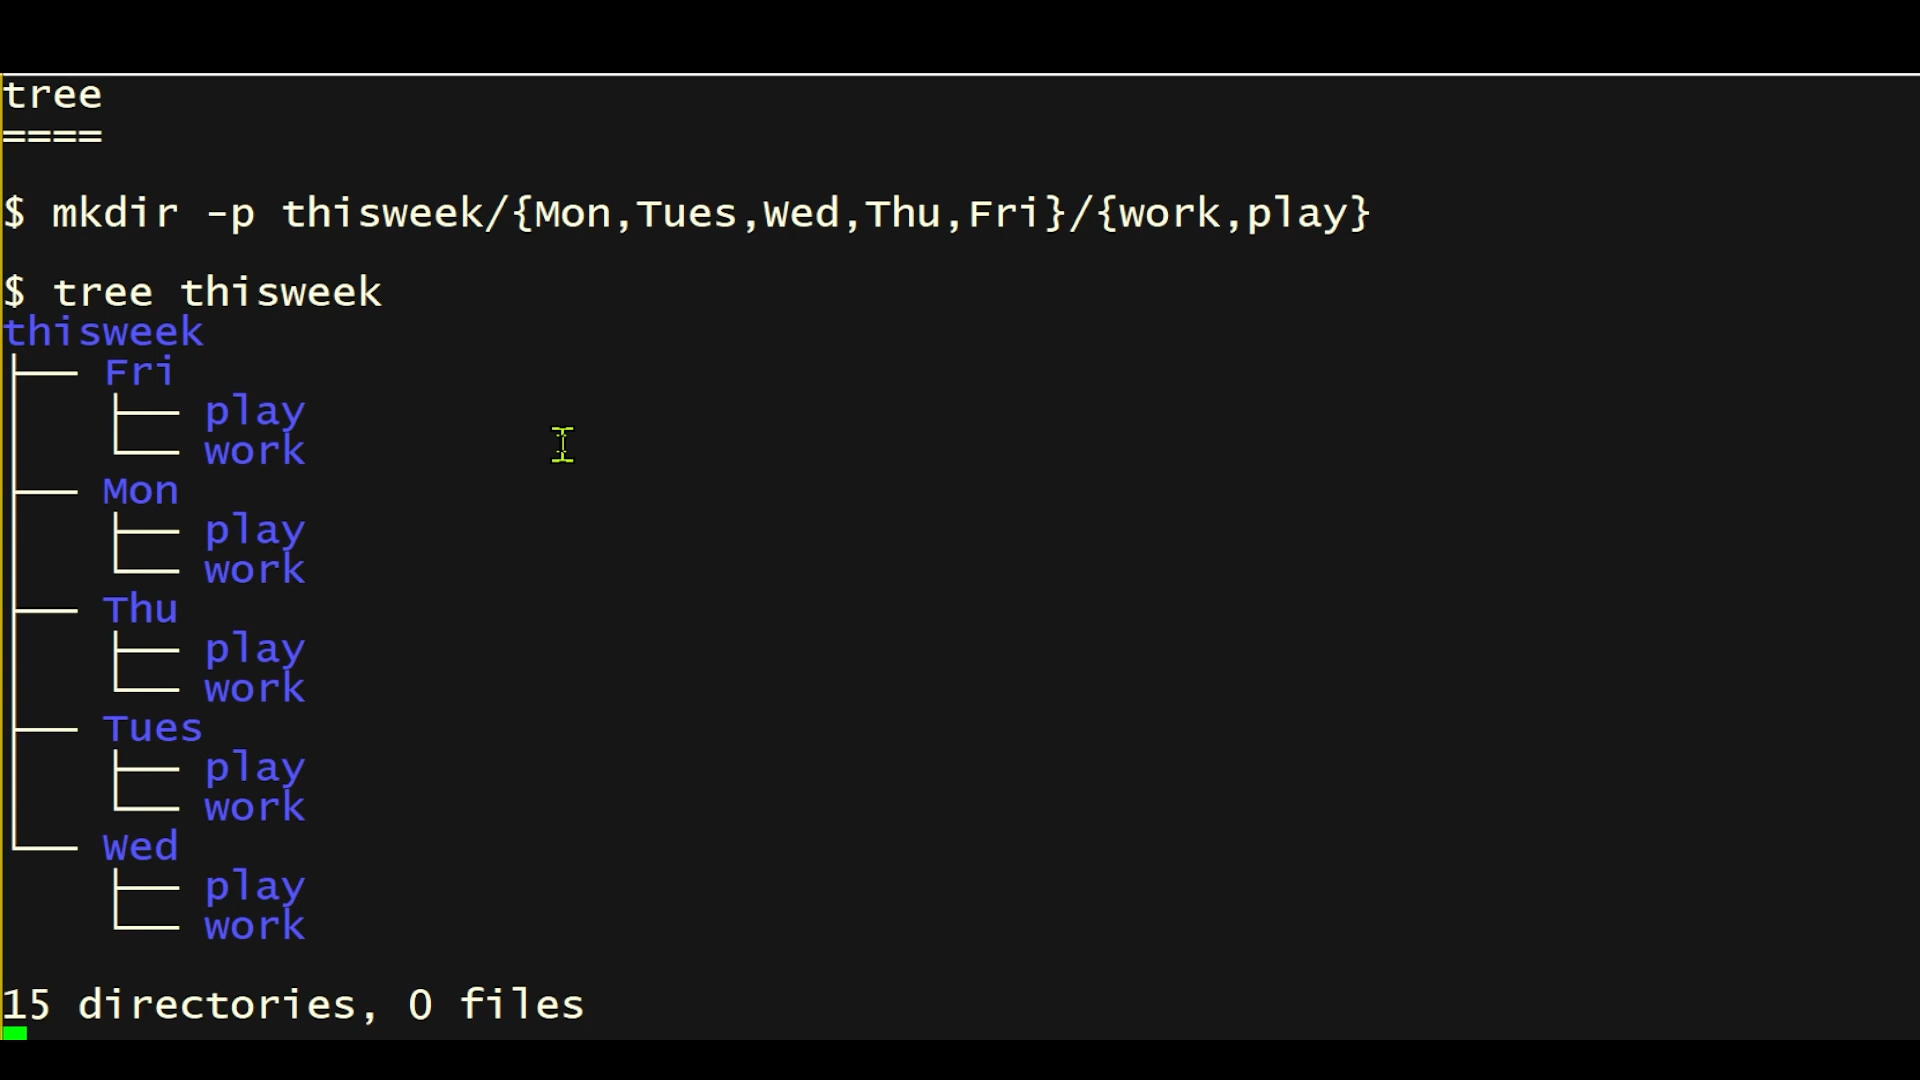 tree
====
$ mkdir -p thisweek/{Mon,Tues,Wed,Thu,Fri}/{work,play}
$ tree thisweek
thisweek
├── Fri
│   ├── play
│   └── work
├── Mon
│   ├── play
│   └── work
├── Thu
│   ├── play
│   └── work
├── Tues
│   ├── play
│   └── work
└── Wed
    ├── play
    └── work
15 directories, 0 files